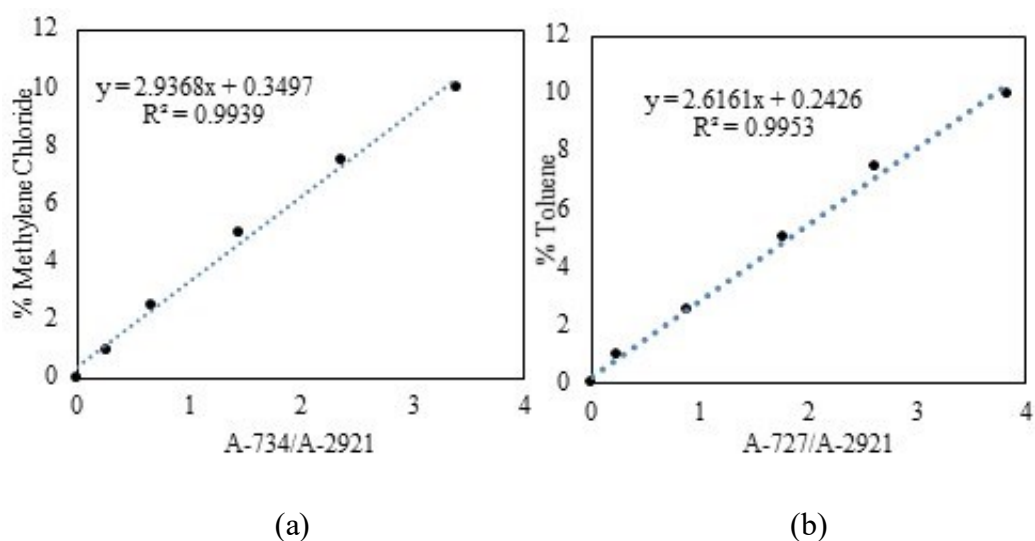 12
10
8
6
4
2
0
% Methylene Chloride
y = 2.9368x + 0.3497
R² = 0.9939
0 1 2 3 4
A-734/A-2921
(a)
12
10
8
6
4
2
0
% Toluene
y = 2.6161x + 0.2426
R² = 0.9953
0 1 2 3 4
A-727/A-2921
(b)